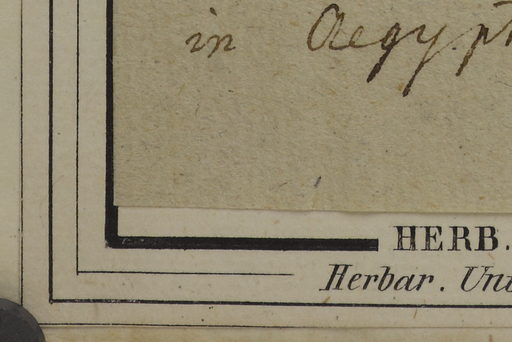 in Aegypt
HERB.
Herbar. Uni